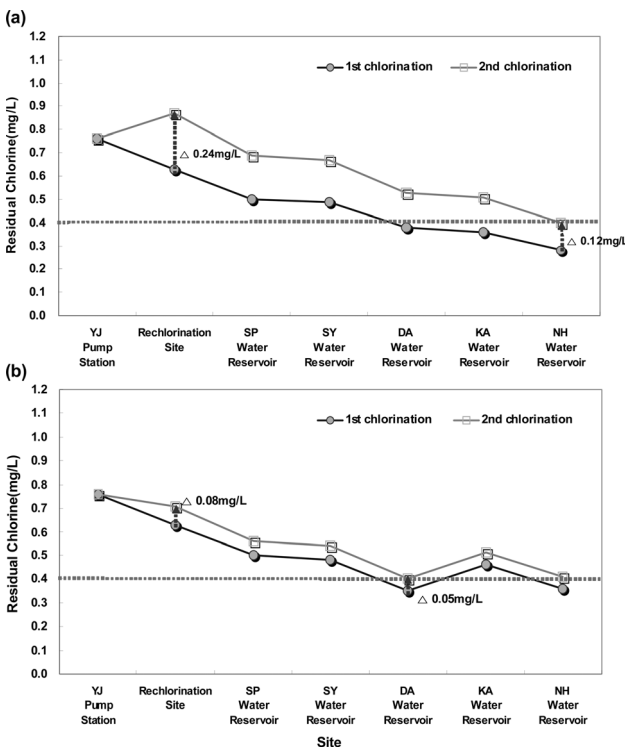 (a)
1.2
1.1
1.0
0.9
0.8
0.7
0.6
0.5
0.4
0.3
0.2
0.1
0.0
Residual Chlorine(mg/L)
1st chlorination
2nd chlorination
△ 0.24mg/L
△ 0.12mg/L
YJ
Pump
Station
Rechlorination
Site
SP
Water
Reservoir
SY
Water
Reservoir
DA
Water
Reservoir
KA
Water
Reservoir
NH
Water
Reservoir
(b)
1.2
1.1
1.0
0.9
0.8
0.7
0.6
0.5
0.4
0.3
0.2
0.1
0.0
Residual Chlorine(mg/L)
1st chlorination
2nd chlorination
△ 0.08mg/L
△ 0.05mg/L
YJ
Pump
Station
Rechlorination
Site
SP
Water
Reservoir
SY
Water
Reservoir
DA
Water
Reservoir
KA
Water
Reservoir
NH
Water
Reservoir
Site